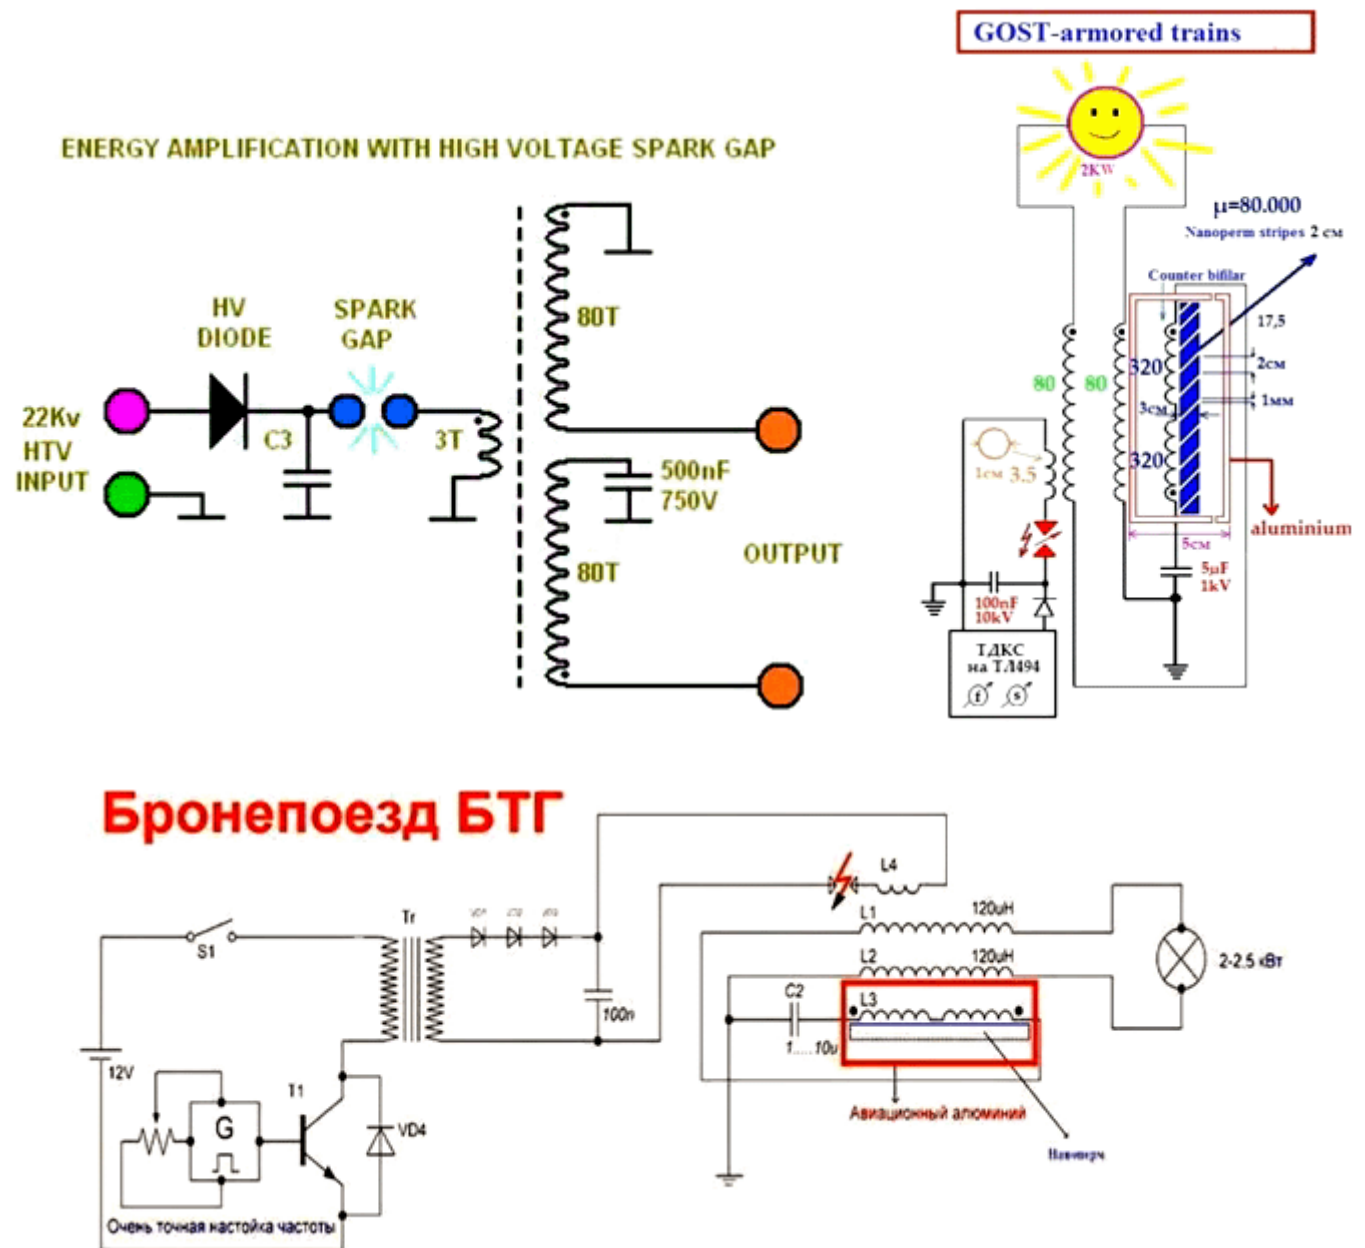 GOST-armored trains
ENERGY AMPLIFICATION WITH HIGH VOLTAGE SPARK GAP
2KW
μ=80.000
Nanoperm stripes 2 см
Counter bifilar
80T
HV
DIODE
SPARK
GAP
17,5
320
2см
80 80
22Kv
HTV
INPUT
C3
3T
3см
1мм
320
1см 3.5
500nF
750V
OUTPUT
80T
aluminium
5см
5μF
1kV
100nF
10kV
ТДКС
на ТЛ494
f s
Бронепоезд БТГ
L4
Tr
L1
120uH
S1
L2
120uH
2-2.5 кВт
C2
L3
100n
1.....10u
12V
T1
G
VD4
Авиационный алюминий
Очень точная настойка частоты